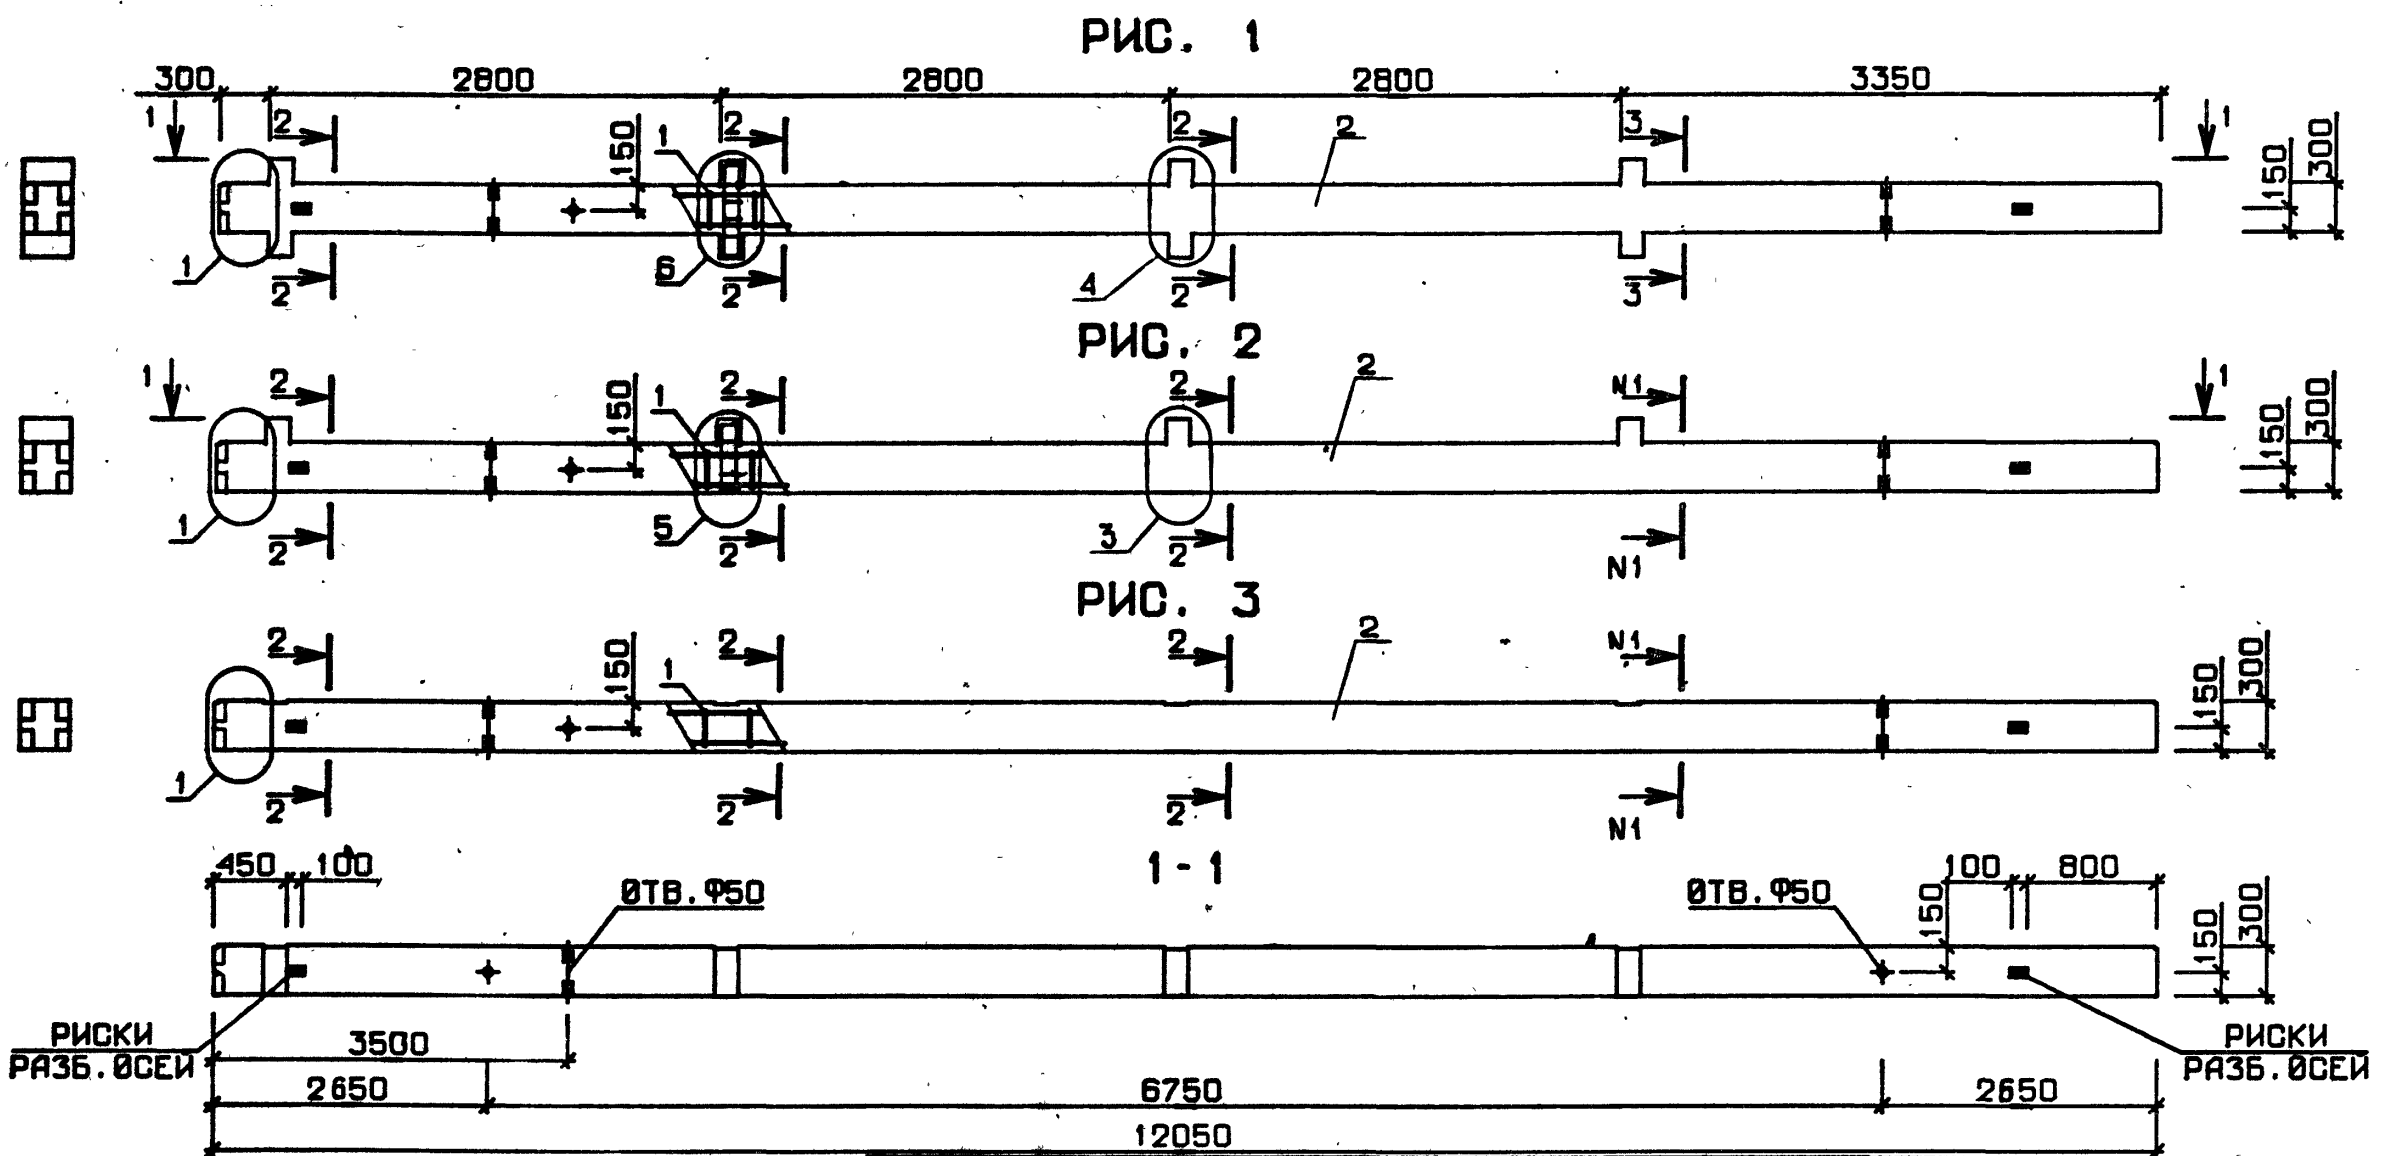 РИС. 1
300 2800 2800 2800 3350
1 2 150 1 2 2 2 3 1 150 300
1 2 6 2 4 2 3
РИС. 2
1 2 150 1 2 2 2 N1 1 150 300
1 2 5 2 3 2 N1
РИС. 3
2 150 1 2 2 2 N1 150 300
1 2 2 2 N1
1-1
450 100 ОТВ.Ф50 ОТВ.Ф50 150 100 800 150 300
РИСКИ
РАЗБ.ОСЕЙ
РИСКИ
РАЗБ.ОСЕЙ
3500
2650 6750 2650
12050